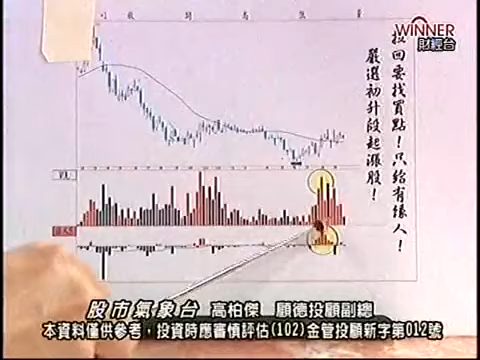 WINNER
財經台
拉回要找買點！只給有緣人！
嚴選初升段起漲股！
股市氣象台 高柏傑 顧德投顧副總
本資料僅供參考，投資時應審慎評估(102)金管投顧新字第012號